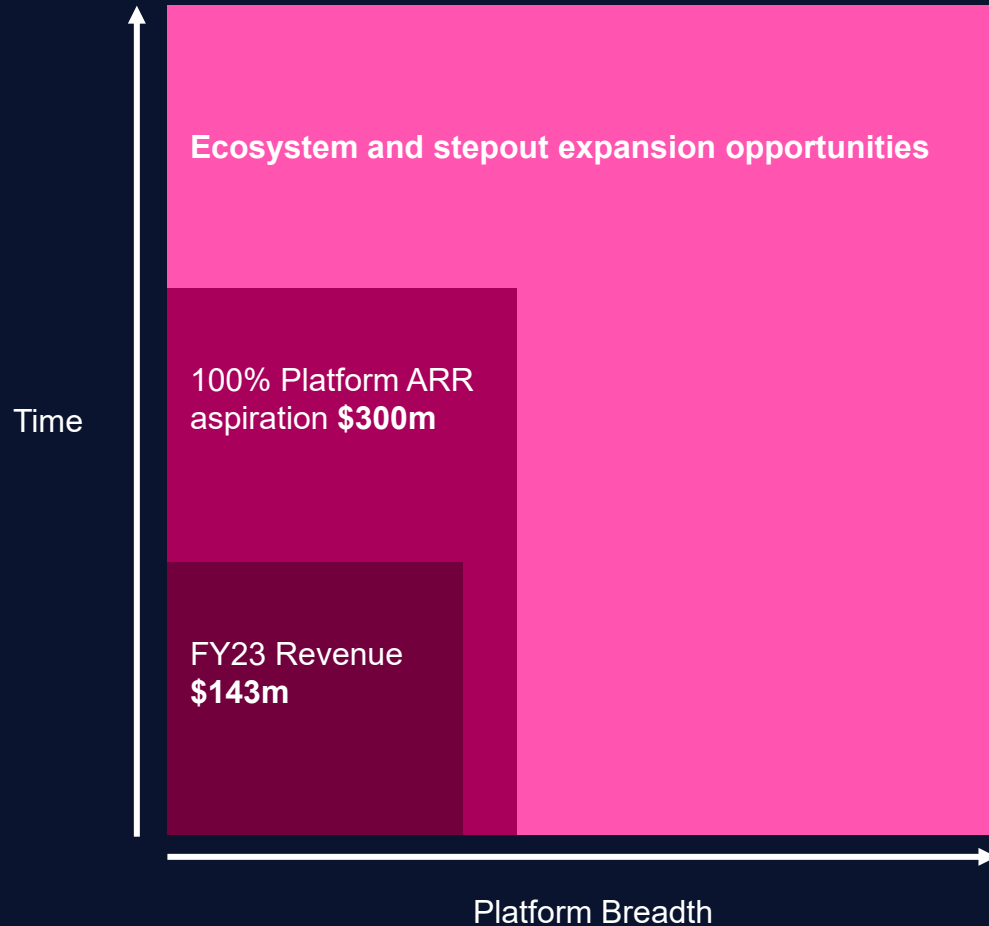 Ecosystem and stepout expansion opportunities
100% Platform ARR
aspiration $300m
Time
FY23 Revenue
$143m
Platform Breadth